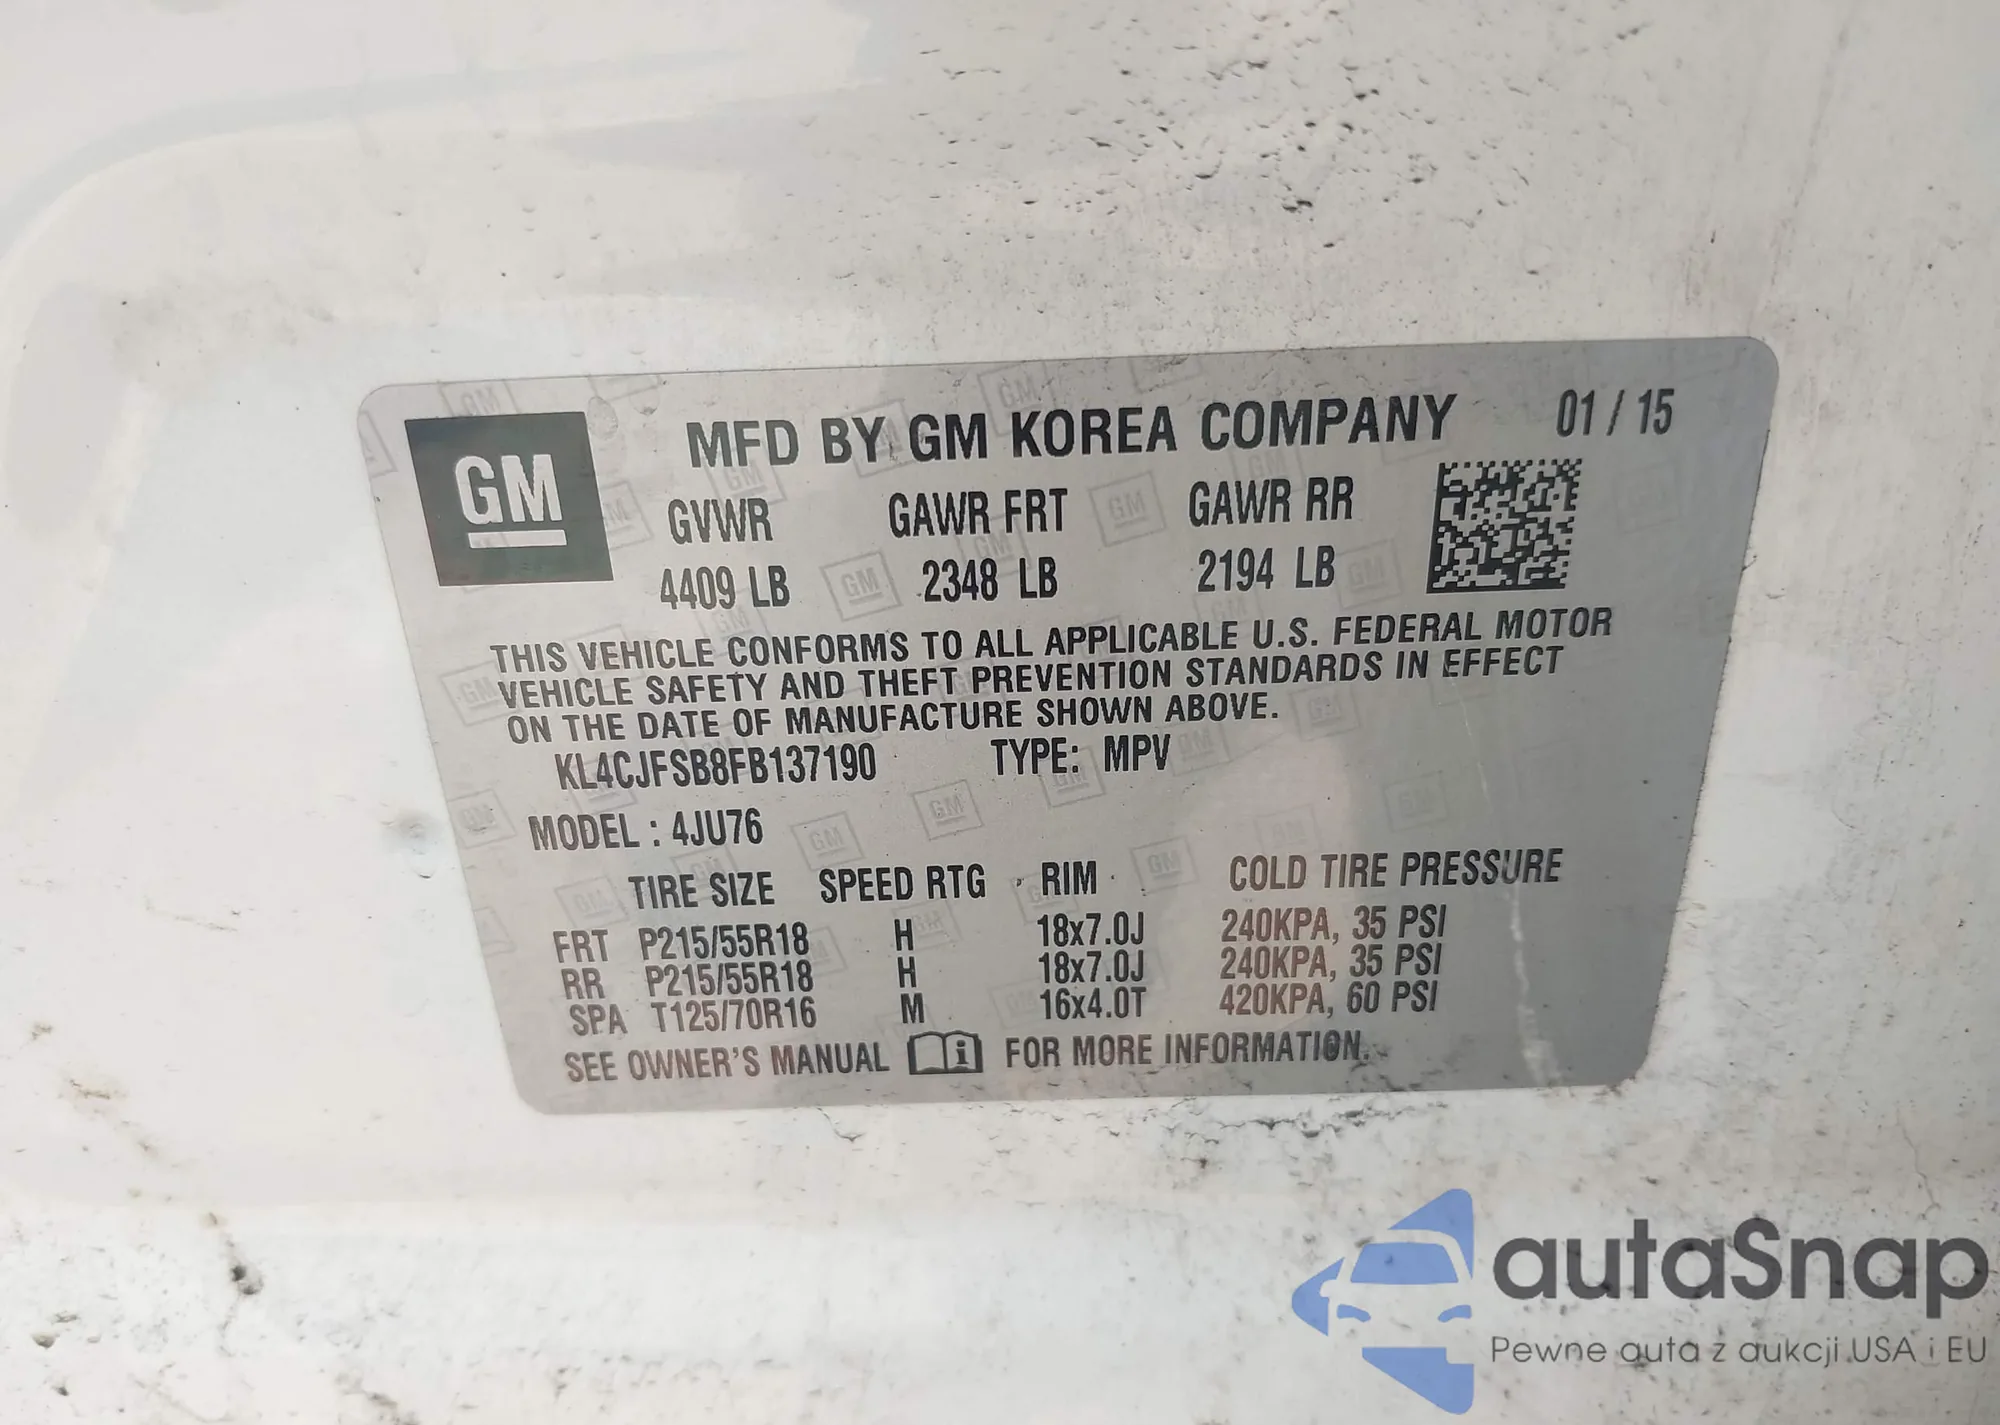 GM
MFD BY GM KOREA COMPANY 01 / 15
GVWR GAWR FRT GAWR RR
4409 LB 2348 LB 2194 LB
THIS VEHICLE CONFORMS TO ALL APPLICABLE U.S. FEDERAL MOTOR
VEHICLE SAFETY AND THEFT PREVENTION STANDARDS IN EFFECT
ON THE DATE OF MANUFACTURE SHOWN ABOVE.
KL4CJFSB8FB137190 TYPE: MPV
MODEL : 4JU76
TIRE SIZE SPEED RTG RIM COLD TIRE PRESSURE
FRT P215/55R18 H 18x7.0J 240KPA, 35 PSI
RR P215/55R18 H 18x7.0J 240KPA, 35 PSI
SPA T125/70R16 M 16x4.0T 420KPA, 60 PSI
SEE OWNER'S MANUAL i FOR MORE INFORMATION.
autaSnap
Pewne auta z aukcji USA i EU